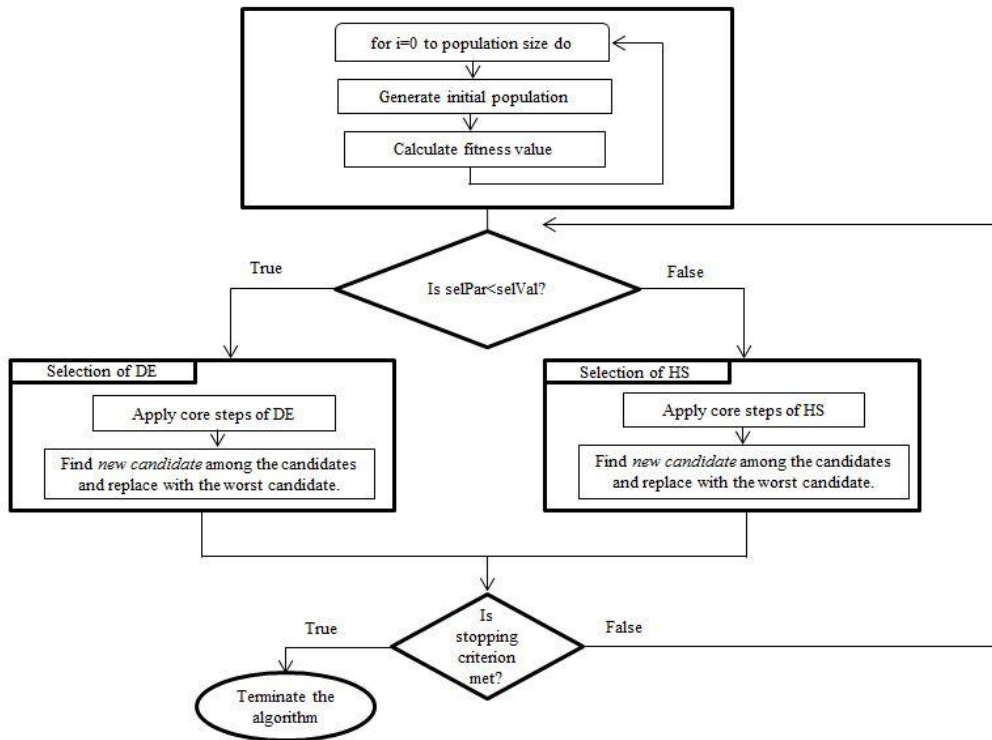 for i=0 to population size do
Generate initial population
Calculate fitness value
True
False
Is selPar<selVal?
Selection of DE
Apply core steps of DE
Find new candidate among the candidates
and replace with the worst candidate.
Selection of HS
Apply core steps of HS
Find new candidate among the candidates
and replace with the worst candidate.
True
Is
stopping
criterion
met?
False
Terminate the
algorithm